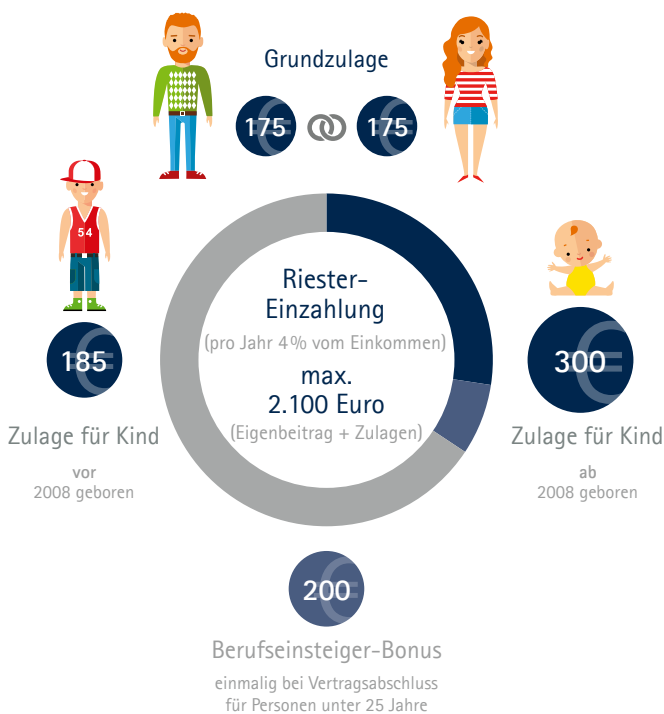 Grundzulage
175 175
54
Riester-
Einzahlung
(pro Jahr 4% vom Einkommen)
max.
2.100 Euro
(Eigenbeitrag + Zulagen)
185
Zulage für Kind
vor
2008 geboren
300
Zulage für Kind
ab
2008 geboren
200
Berufseinsteiger-Bonus
einmalig bei Vertragsabschluss
für Personen unter 25 Jahre